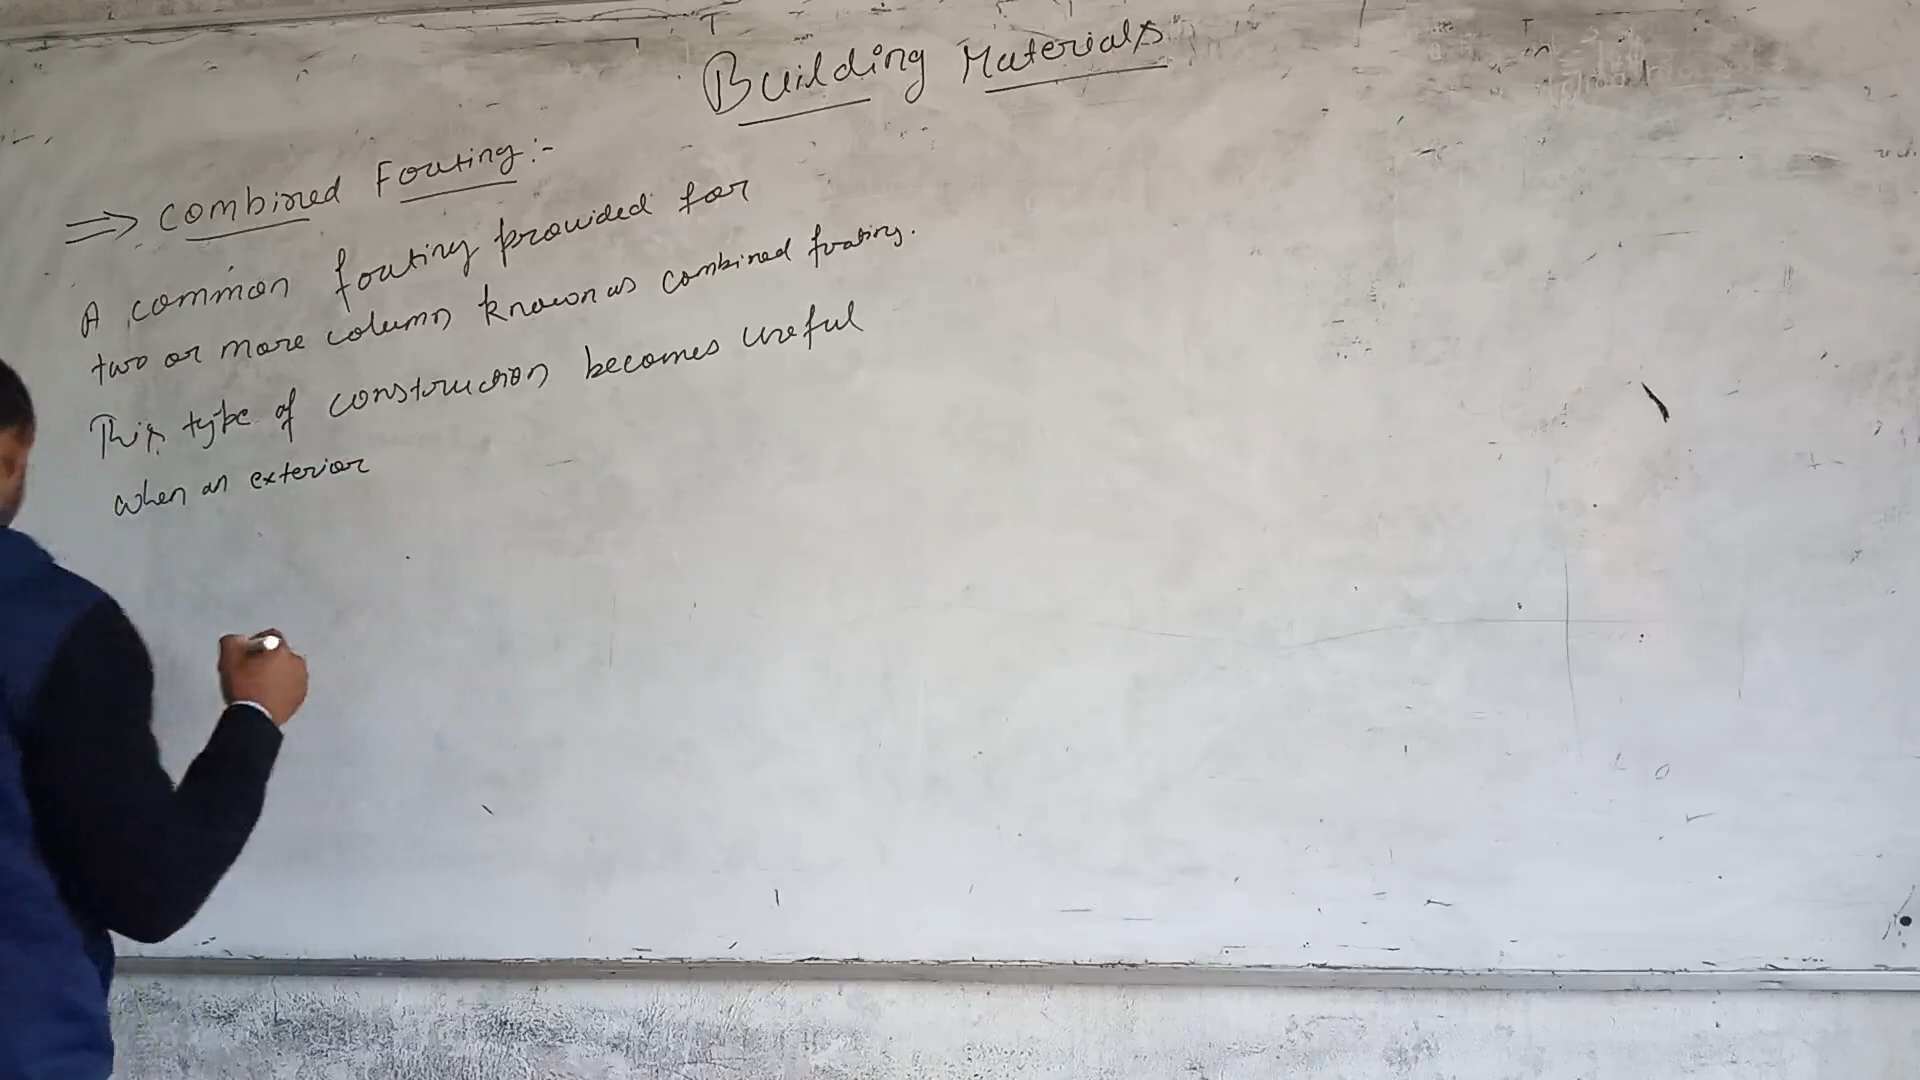 Building Materials
⇒ Combined Footing:-
A common footing provided for
two or more column known as combined footing.
This type of construction becomes useful
when an exterior